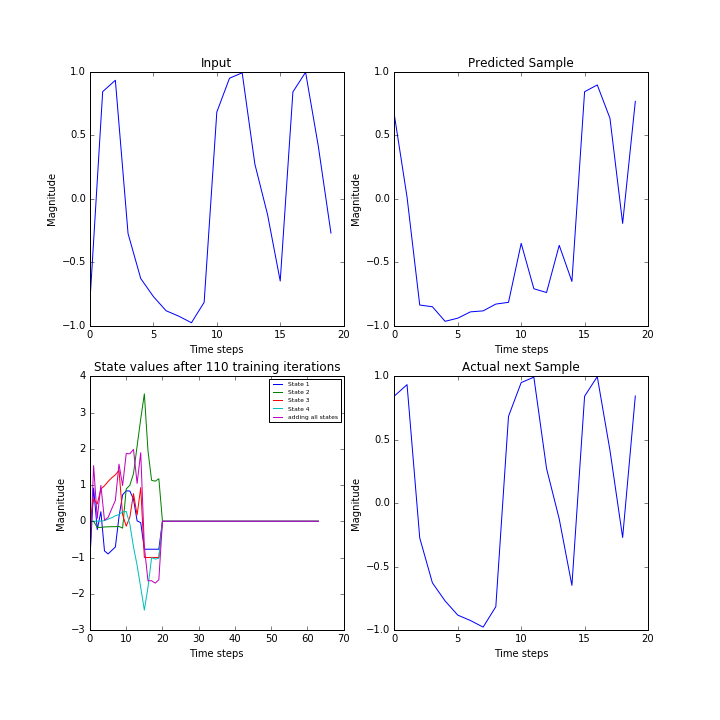 Input
Magnitude
1.0
0.5
0.0
−0.5
−1.0
0 5 10 15 20
Time steps
Predicted Sample
Magnitude
1.0
0.5
0.0
−0.5
−1.0
0 5 10 15 20
Time steps
State values after 110 training iterations
Magnitude
4
3
2
1
0
−1
−2
−3
0 10 20 30 40 50 60 70
Time steps
State 1
State 2
State 3
State 4
adding all states
Actual next Sample
Magnitude
1.0
0.5
0.0
−0.5
−1.0
0 5 10 15 20
Time steps